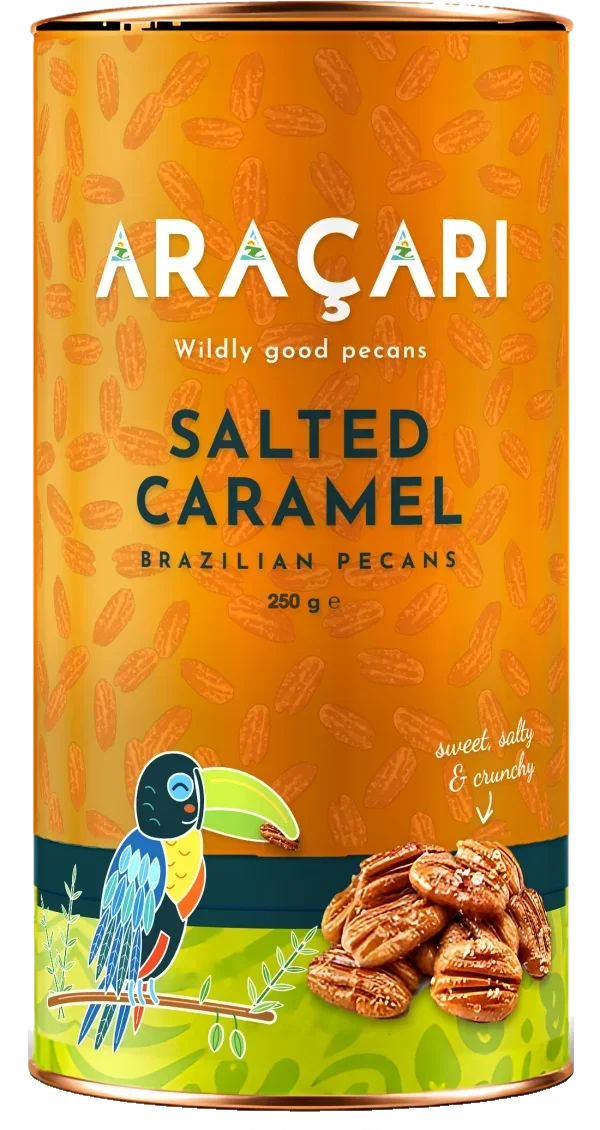 ARAÇARI
Wildly good pecans
SALTED
CARAMEL
BRAZILIAN PECANS
250 g ℮
sweet, salty
& crunchy